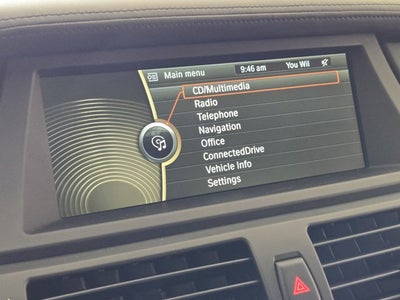 Main menu 9:46 am You Wil
CD/Multimedia
Radio
Telephone
Navigation
Office
ConnectedDrive
Vehicle Info
Settings